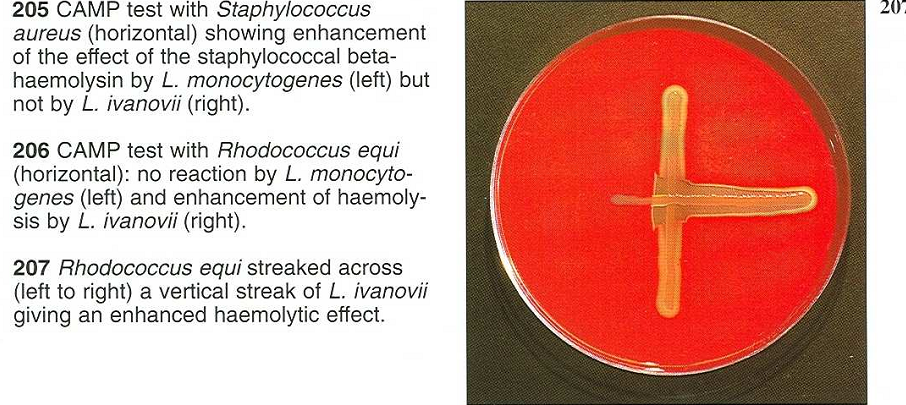 205 CAMP test with Staphylococcus
aureus (horizontal) showing enhancement
of the effect of the staphylococcal beta-
haemolysin by L. monocytogenes (left) but
not by L. ivanovii (right).
206 CAMP test with Rhodococcus equi
(horizontal): no reaction by L. monocyto-
genes (left) and enhancement of haemoly-
sis by L. ivanovii (right).
207 Rhodococcus equi streaked across
(left to right) a vertical streak of L. ivanovii
giving an enhanced haemolytic effect.
207